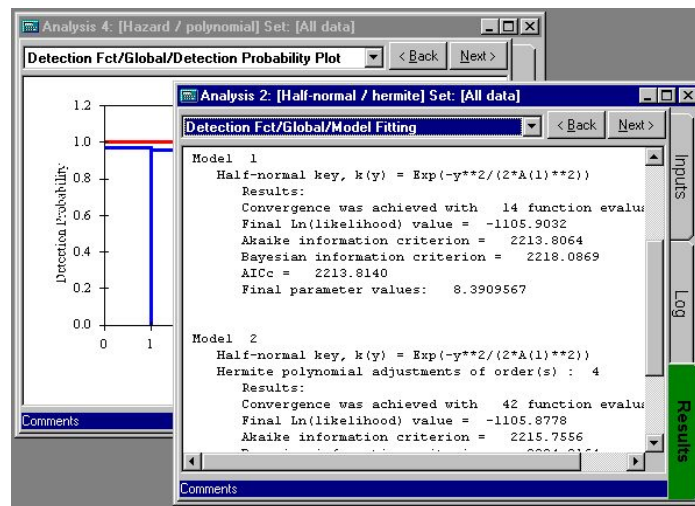 Analysis 4: [Hazard / polynomial] Set: [All data]
Detection Fct/Global/Detection Probability Plot
< Back
Next >
1.2
1.0
0.8
0.6
0.4
0.2
0.0
0
1
Detection Probability
Comments
Analysis 2: [Half-normal / hermite] Set: [All data]
Detection Fct/Global/Model Fitting
< Back
Next >
Model 1
Half-normal key, k(y) = Exp(-y**2/(2*A(1)**2))
Results:
Convergence was achieved with 14 function evalua
Final Ln(likelihood) value = -1105.9032
Akaike information criterion = 2213.8064
Bayesian information criterion = 2218.0869
AICc = 2213.8140
Final parameter values: 8.3909567
Model 2
Half-normal key, k(y) = Exp(-y**2/(2*A(1)**2))
Hermite polynomial adjustments of order(s) : 4
Results:
Convergence was achieved with 42 function evalua
Final Ln(likelihood) value = -1105.8778
Akaike information criterion = 2215.7556
Inputs
Log
Results
Comments